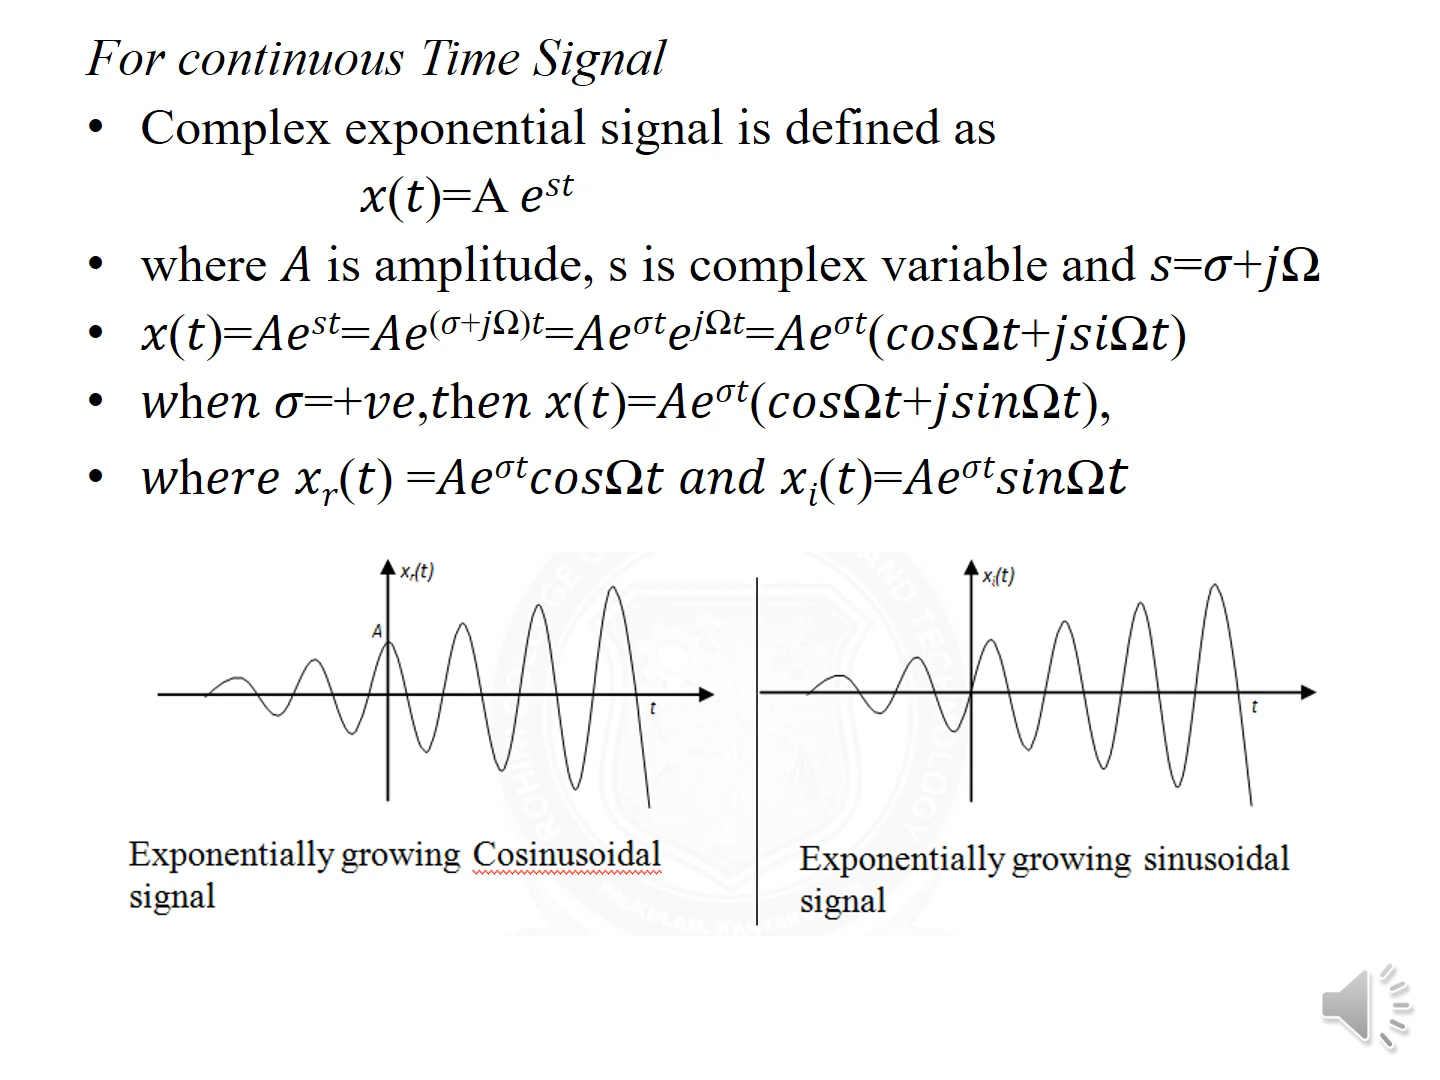 For continuous Time Signal
• Complex exponential signal is defined as
x(t)=A e^{st}
• where A is amplitude, s is complex variable and s=σ+jΩ
• x(t)=Ae^{st}=Ae^{(σ+jΩ)t}=Ae^{σt}e^{jΩt}=Ae^{σt}(cosΩt+jsiΩt)
• when σ=+ve,then x(t)=Ae^{σt}(cosΩt+jsinΩt),
• where x_r(t) =Ae^{σt}cosΩt and x_i(t)=Ae^{σt}sinΩt
x_r(t)
A
t
Exponentially growing Cosinusoidal
signal
x_i(t)
t
Exponentially growing sinusoidal
signal
AND TECHNOLOGY